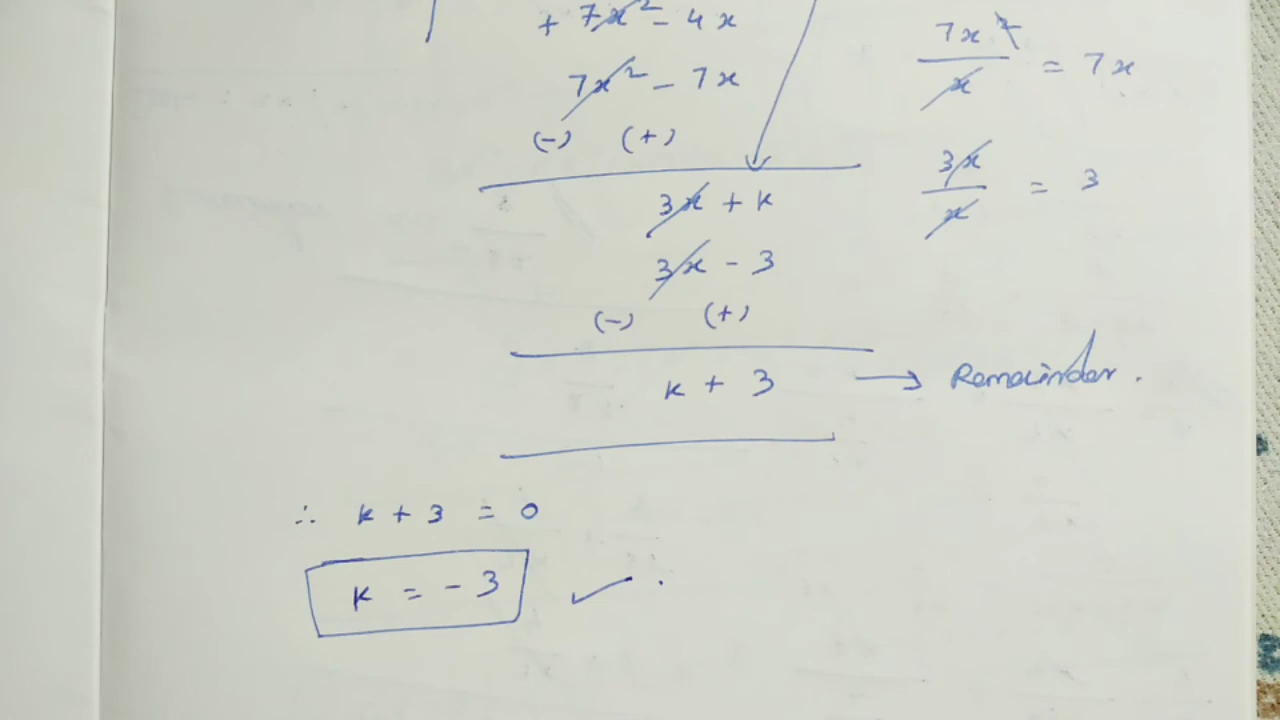 + 7x² - 4x
7x² - 7x
(-) (+)
3x + k
3x - 3
(-) (+)
k + 3 → Remainder.
∴ k + 3 = 0
k = - 3 ✓.
7x²/x = 7x
3x/x = 3